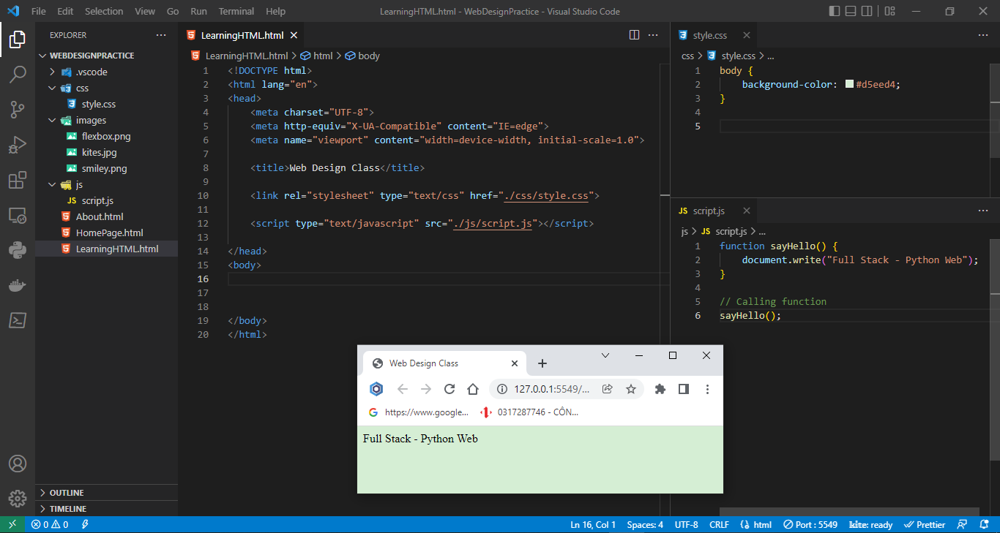 File Edit Selection View Go Run Terminal Help LearningHTML.html - WebDesignPractice - Visual Studio Code
EXPLORER
WEBDESIGNPRACTICE
.vscode
css
style.css
images
flexbox.png
kites.jpg
smiley.png
js
script.js
About.html
HomePage.html
LearningHTML.html
OUTLINE
TIMELINE
LearningHTML.html
LearningHTML.html > html > body
1 <!DOCTYPE html>
2 <html lang="en">
3 <head>
4 <meta charset="UTF-8">
5 <meta http-equiv="X-UA-Compatible" content="IE=edge">
6 <meta name="viewport" content="width=device-width, initial-scale=1.0">
7
8 <title>Web Design Class</title>
9
10 <link rel="stylesheet" type="text/css" href="./css/style.css">
11
12 <script type="text/javascript" src="./js/script.js"></script>
13
14 </head>
15 <body>
16
17
18
19 </body>
20 </html>
style.css
css > style.css > ...
1 body {
2 background-color: #d5eed4;
3 }
4
5
JS script.js
js > JS script.js > ...
1 function sayHello() {
2 document.write("Full Stack - Python Web");
3 }
4
5 // Calling function
6 sayHello();
Web Design Class
127.0.0.1:5549/...
https://www.google... 0317287746 - CÔN...
Full Stack - Python Web
0 0 Ln 16, Col 1 Spaces: 4 UTF-8 CRLF html Port : 5549 kite: ready Prettier